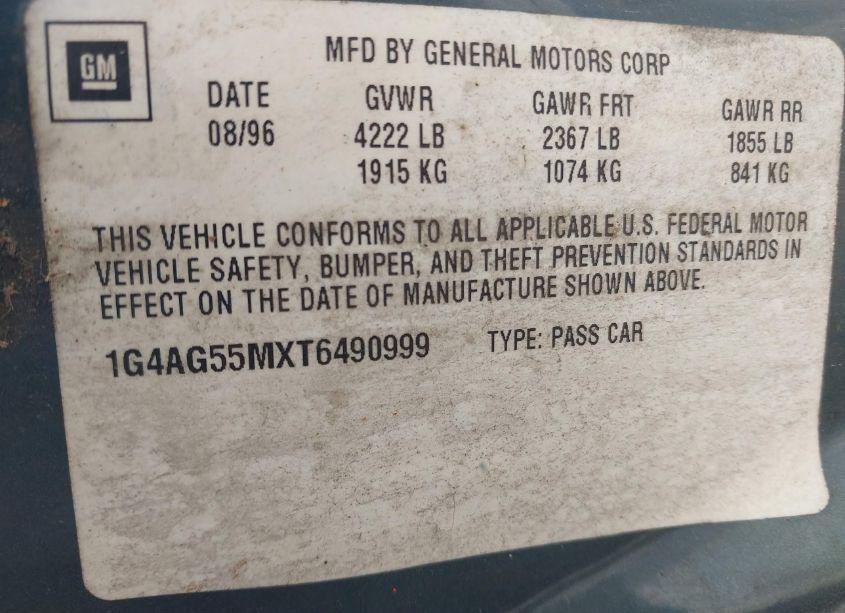 GM
MFD BY GENERAL MOTORS CORP
DATE GVWR GAWR FRT GAWR RR
08/96 4222 LB 2367 LB 1855 LB
1915 KG 1074 KG 841 KG
THIS VEHICLE CONFORMS TO ALL APPLICABLE U.S. FEDERAL MOTOR
VEHICLE SAFETY, BUMPER, AND THEFT PREVENTION STANDARDS IN
EFFECT ON THE DATE OF MANUFACTURE SHOWN ABOVE.
1G4AG55MXT6490999 TYPE: PASS CAR